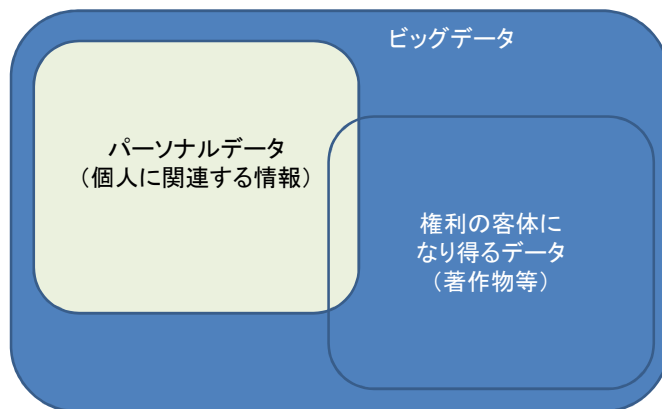 ビッグデータ
パーソナルデータ
（個人に関連する情報）
権利の客体に
なり得るデータ
（著作物等）